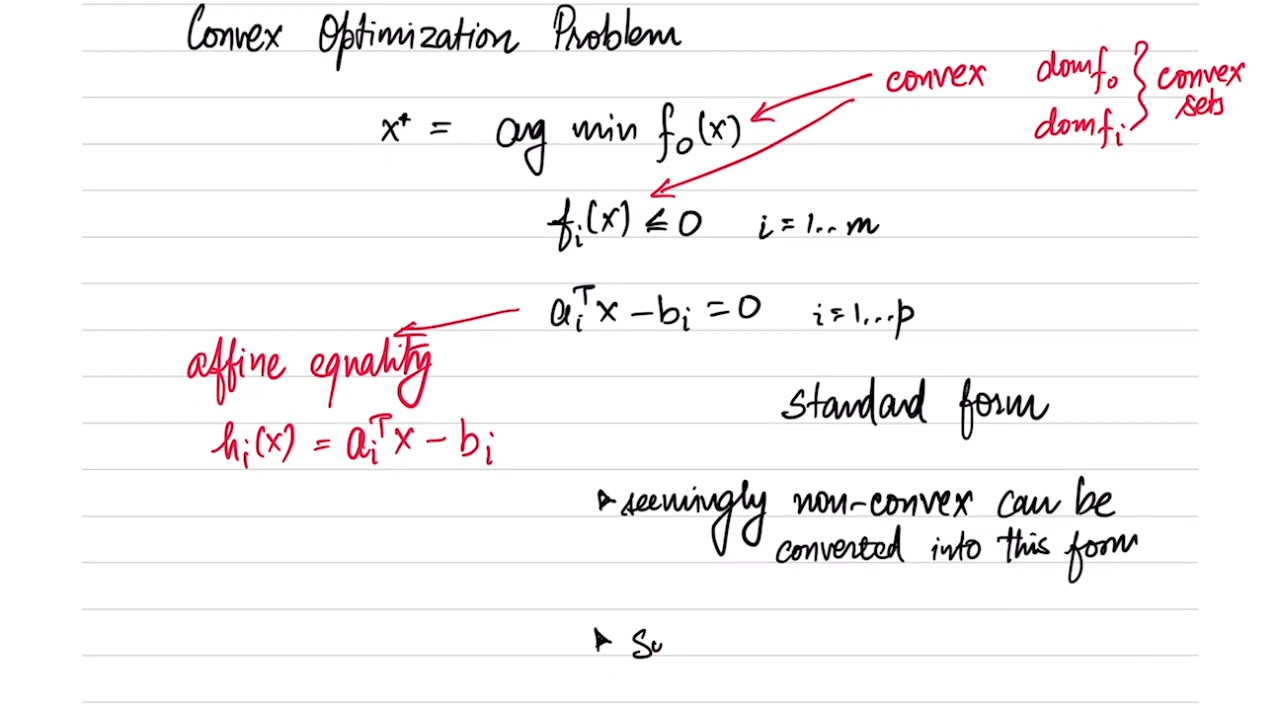 Convex Optimization Problem
convex dom f₀ } convex
dom fᵢ } sets
x* = arg min f₀(x)
fᵢ(x) ≤ 0 i = 1..m
aᵢᵀx − bᵢ = 0 i = 1...p
affine equality
hᵢ(x) = aᵢᵀx − bᵢ
standard form
▸ seemingly non-convex can be
converted into this form
▸